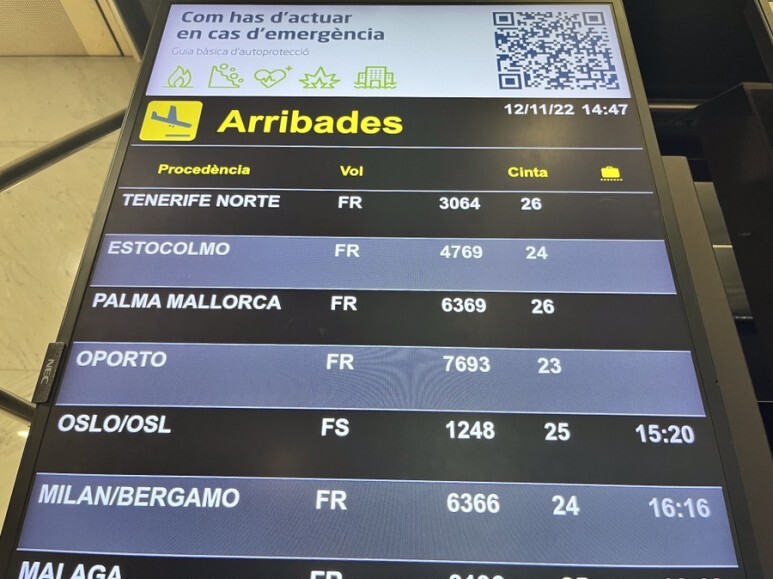 Com has d'actuar
en cas d'emergència
Guia bàsica d'autoprotecció
12/11/22 14:47
Arribades
Procedència Vol Cinta
TENERIFE NORTE FR 3064 26
ESTOCOLMO FR 4769 24
PALMA MALLORCA FR 6369 26
OPORTO FR 7693 23
NEC
OSLO/OSL FS 1248 25 15:20
MILAN/BERGAMO FR 6366 24 16:16
MALAGA FR